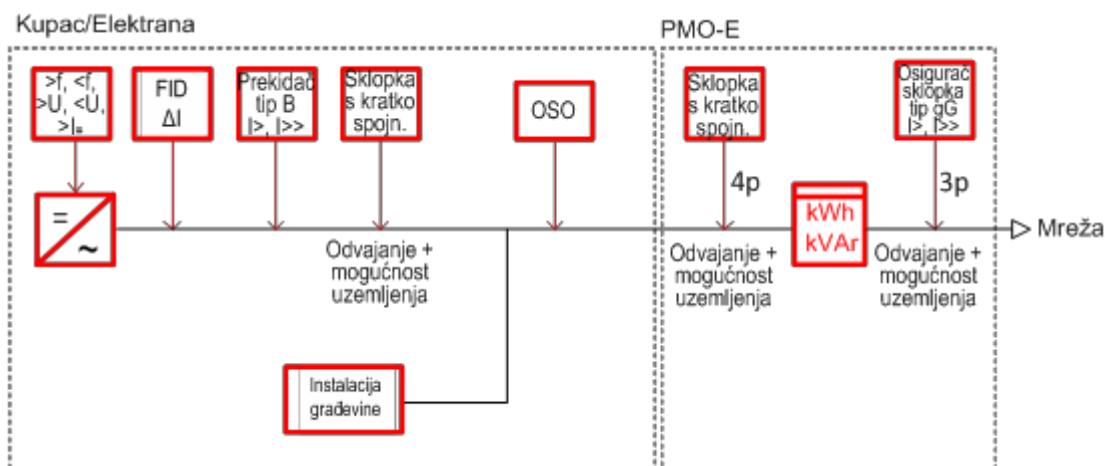 Kupac/Elektrana
PMO-E
>f, <f,
>U, <U,
>I=
FID
ΔI
Prekidač
tip B
I>, I>>
Sklopka
s kratko
spojn.
OSO
Sklopka
s kratko
spojn.
Osigurač
sklopka
tip gG
I>, I>>
4p
3p
=
~
kWh
kVAr
Mreža
Odvajanje +
mogućnost
uzemljenja
Odvajanje +
mogućnost
uzemljenja
Odvajanje +
mogućnost
uzemljenja
Instalacija
građevine